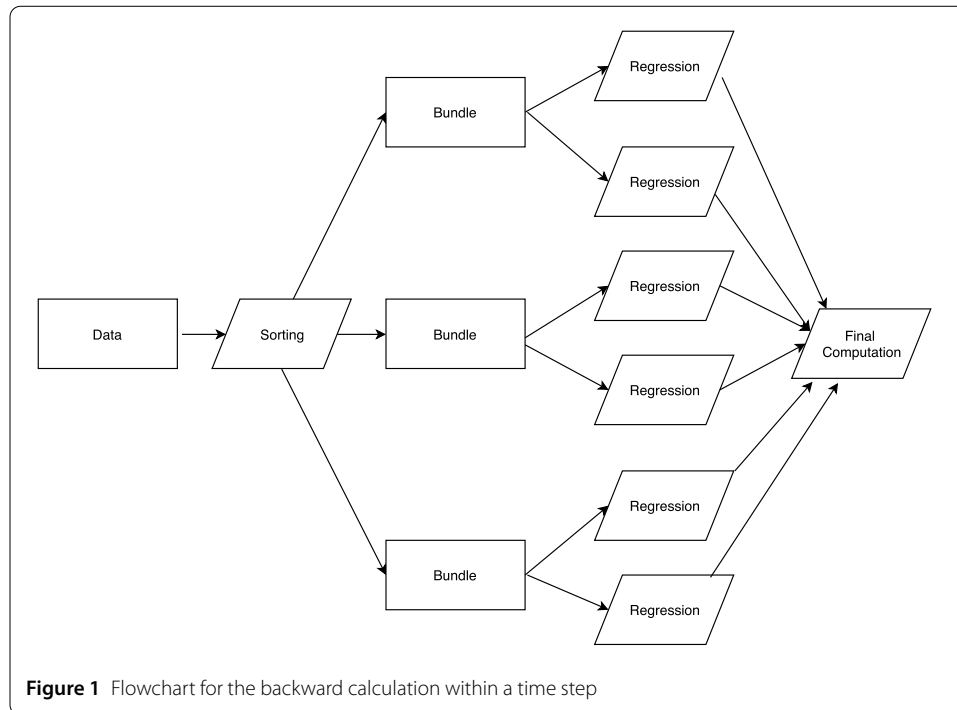 Data
Sorting
Bundle
Bundle
Bundle
Regression
Regression
Regression
Regression
Regression
Regression
Final
Computation
Figure 1 Flowchart for the backward calculation within a time step